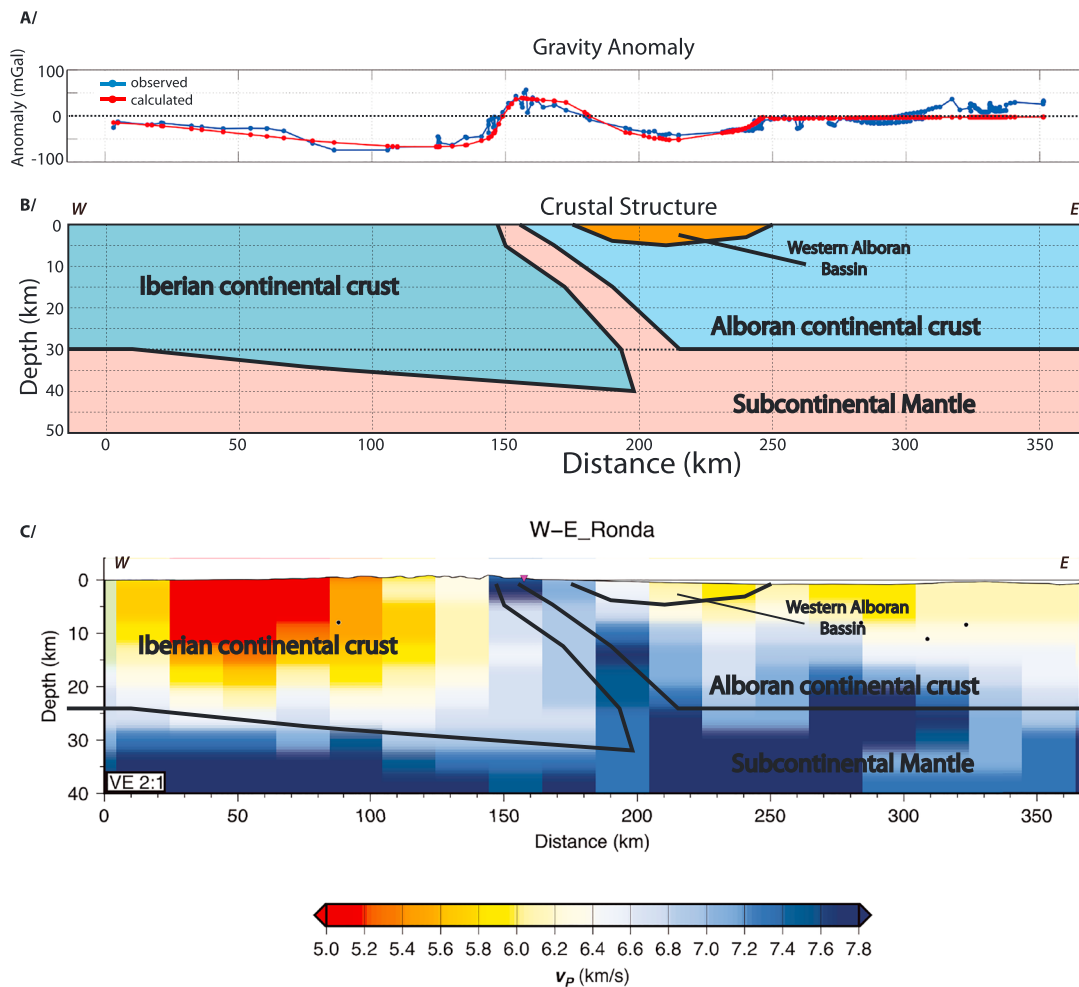 A/
Gravity Anomaly
Anomaly (mGal)
100
0
-100
observed
calculated
B/
W
Crustal Structure
E
Depth (km)
0
10
20
30
40
50
Iberian continental crust
Western Alboran
Bassin
Alboran continental crust
Subcontinental Mantle
0 50 100 150 200 250 300 350
Distance (km)
C/
W-E_Ronda
W
E
Depth (km)
0
10
20
30
40
Iberian continental crust
Western Alboran
Bassin
Alboran continental crust
Subcontinental Mantle
VE 2:1
0 50 100 150 200 250 300 350
Distance (km)
5.0 5.2 5.4 5.6 5.8 6.0 6.2 6.4 6.6 6.8 7.0 7.2 7.4 7.6 7.8
vP (km/s)